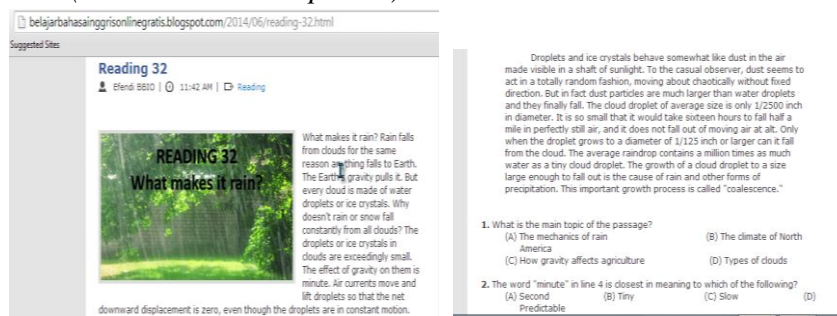 belajarbahasainggrisonlinegratis.blogspot.com/2014/06/reading-32.html
Suggested Sites
Reading 32
Efendi BBIO | 11:42 AM | Reading
READING 32
What makes it rain?
What makes it rain? Rain falls
from clouds for the same
reason anything falls to Earth.
The Earth's gravity pulls it. But
every cloud is made of water
droplets or ice crystals. Why
doesn't rain or snow fall
constantly from all clouds? The
droplets or ice crystals in
clouds are exceedingly small.
The effect of gravity on them is
minute. Air currents move and
lift droplets so that the net
downward displacement is zero, even though the droplets are in constant motion.
Droplets and ice crystals behave somewhat like dust in the air
made visible in a shaft of sunlight. To the casual observer, dust seems to
act in a totally random fashion, moving about chaotically without fixed
direction. But in fact dust particles are much larger than water droplets
and they finally fall. The cloud droplet of average size is only 1/2500 inch
in diameter. It is so small that it would take sixteen hours to fall half a
mile in perfectly still air, and it does not fall out of moving air at alt. Only
when the droplet grows to a diameter of 1/125 inch or larger can it fall
from the cloud. The average raindrop contains a million times as much
water as a tiny cloud droplet. The growth of a cloud droplet to a size
large enough to fall out is the cause of rain and other forms of
precipitation. This important growth process is called "coalescence."
1. What is the main topic of the passage?
(A) The mechanics of rain (B) The climate of North
America
(C) How gravity affects agriculture (D) Types of clouds
2. The word "minute" in line 4 is closest in meaning to which of the following?
(A) Second (B) Tiny (C) Slow (D)
Predictable